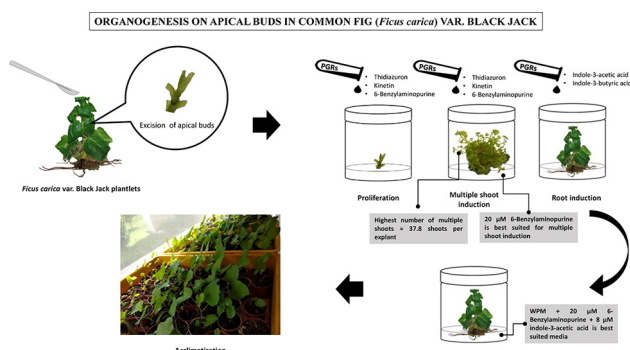 ORGANOGENESIS ON APICAL BUDS IN COMMON FIG (Ficus carica) VAR. BLACK JACK
Excision of apical buds
Ficus carica var. Black Jack plantlets
PGRs
• Thidiazuron
• Kinetin
• 6-Benzylaminopurine
PGRs
• Thidiazuron
• Kinetin
• 6-Benzylaminopurine
PGRs
• Indole-3-acetic acid
• Indole-3-butyric acid
Proliferation
Multiple shoot
induction
Root induction
Highest number of multiple
shoots = 37.8 shoots per
explant
20 µM 6-Benzylaminopurine
is best suited for multiple
shoot induction
WPM + 20 µM 6-
Benzylaminopurine + 8 µM
indole-3-acetic acid is best
suited media